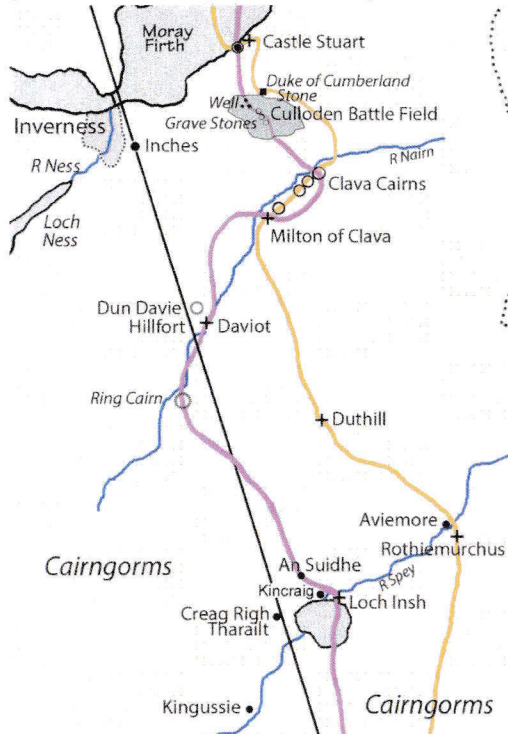 Moray
Firth
Castle Stuart
Duke of Cumberland
Stone
Well
Culloden Battle Field
Grave Stones
Inverness
R Nairn
Inches
R Ness
Clava Cairns
Loch
Ness
Milton of Clava
Dun Davie
Hillfort
Daviot
Ring Cairn
Duthill
Aviemore
Rothiemurchus
Cairngorms
An Suidhe
R Spey
Kincraig
Loch Insh
Creag Righ
Tharailt
Kingussie
Cairngorms